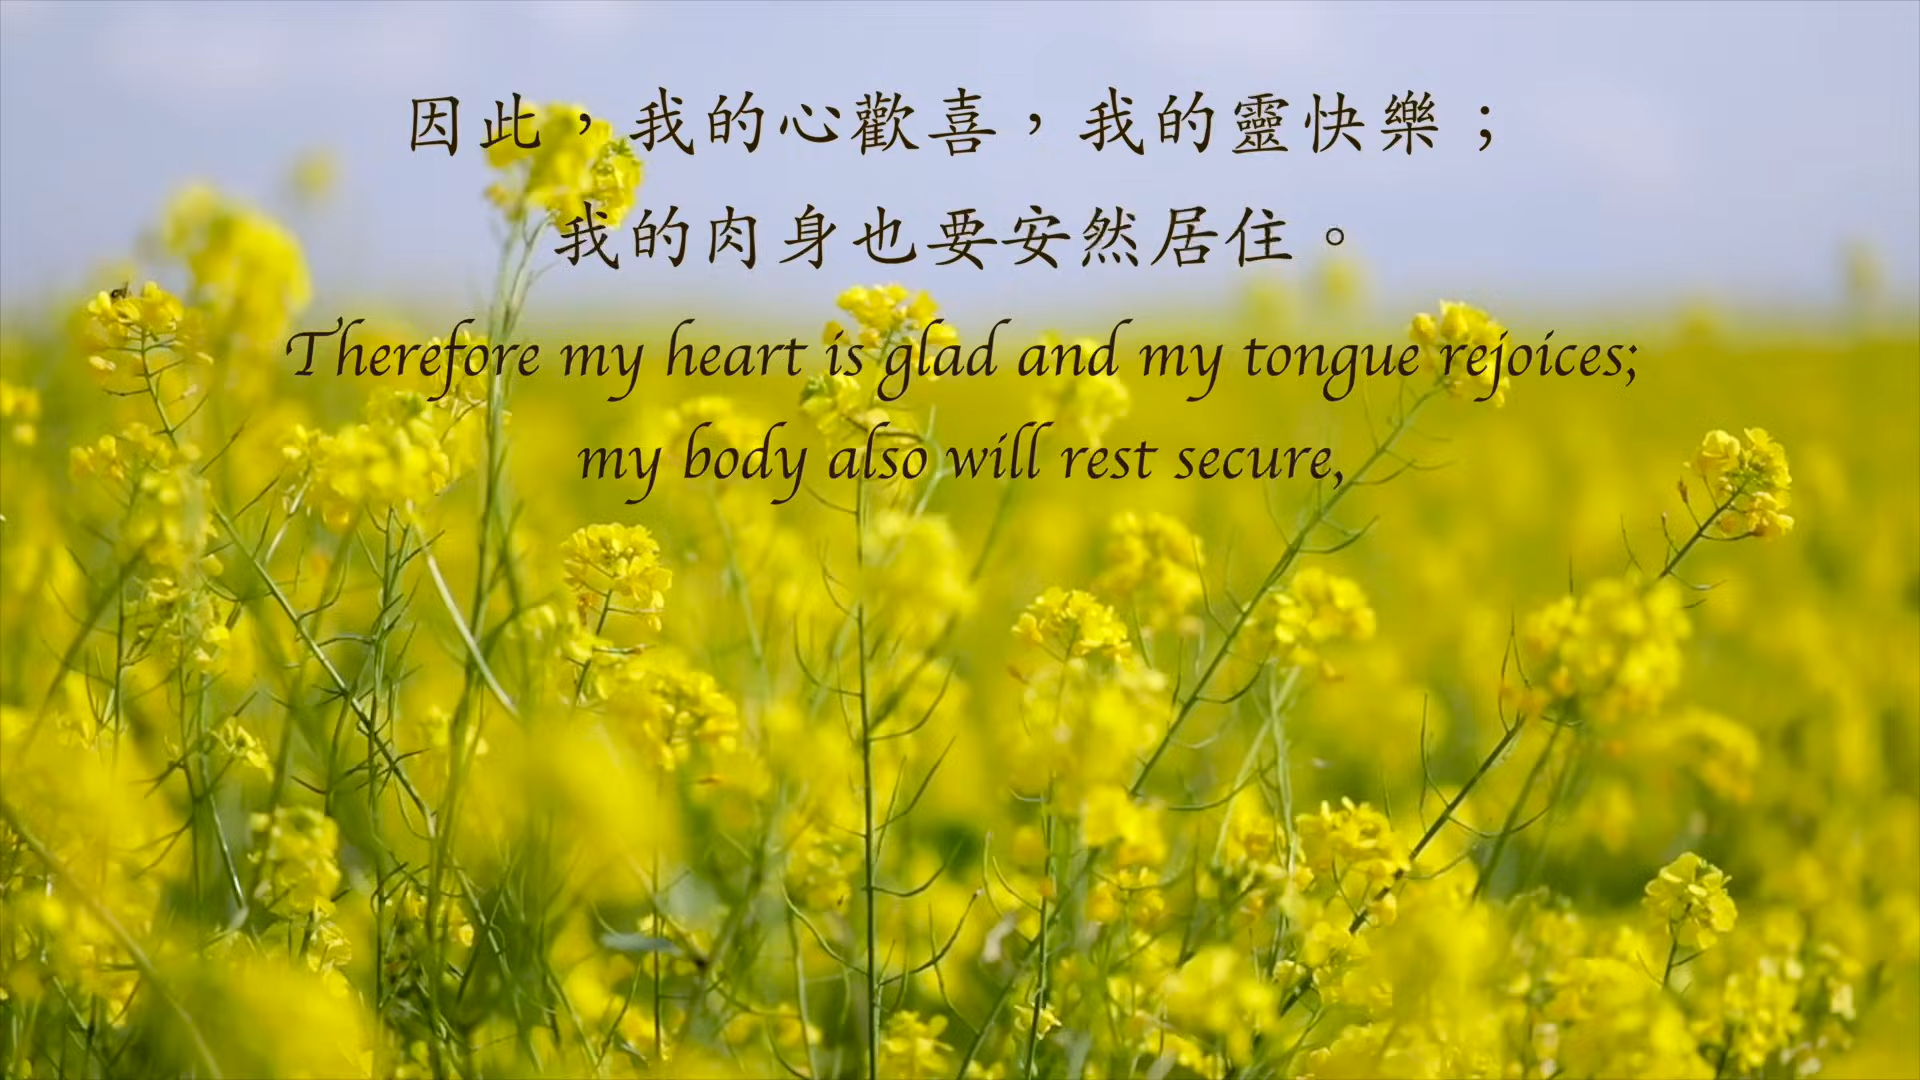 因此，我的心歡喜，我的靈快樂；
我的肉身也要安然居住。
Therefore my heart is glad and my tongue rejoices;
my body also will rest secure,